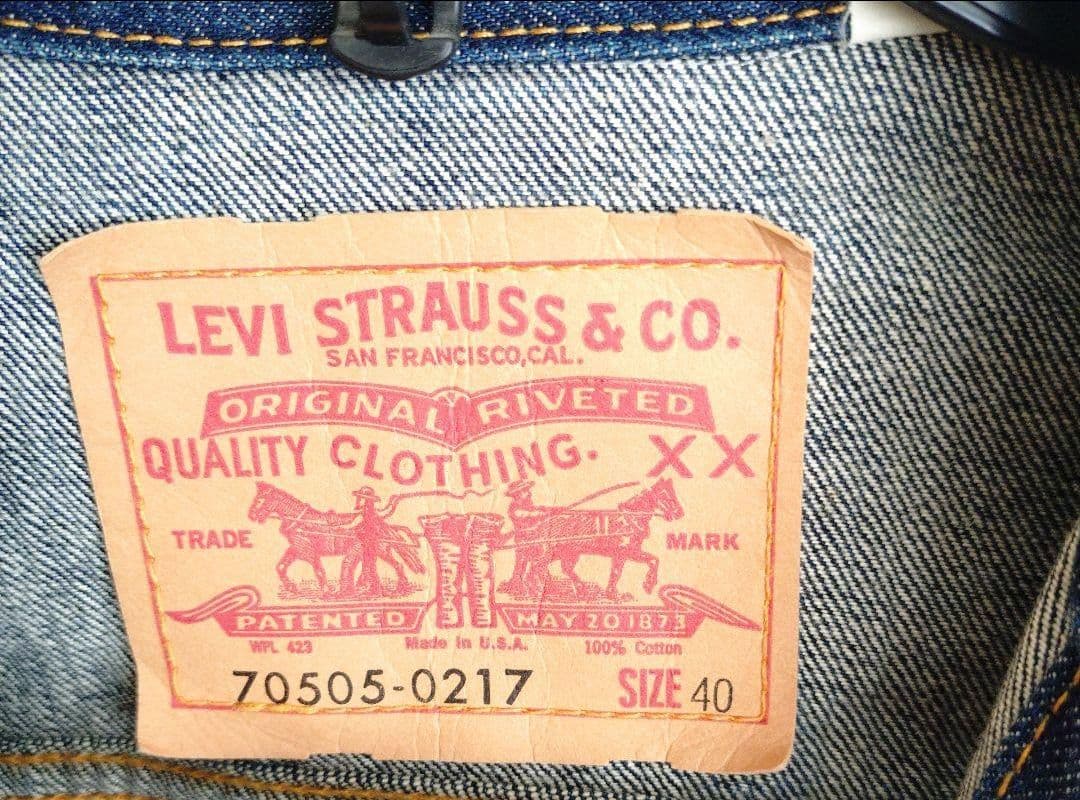 LEVI STRAUSS & CO.
SAN FRANCISCO, CAL.
ORIGINAL RIVETED
QUALITY CLOTHING. XX
TRADE MARK
PATENTED MAY 20 1873
WPL 423 Made in U.S.A. 100% Cotton
70505-0217 SIZE 40